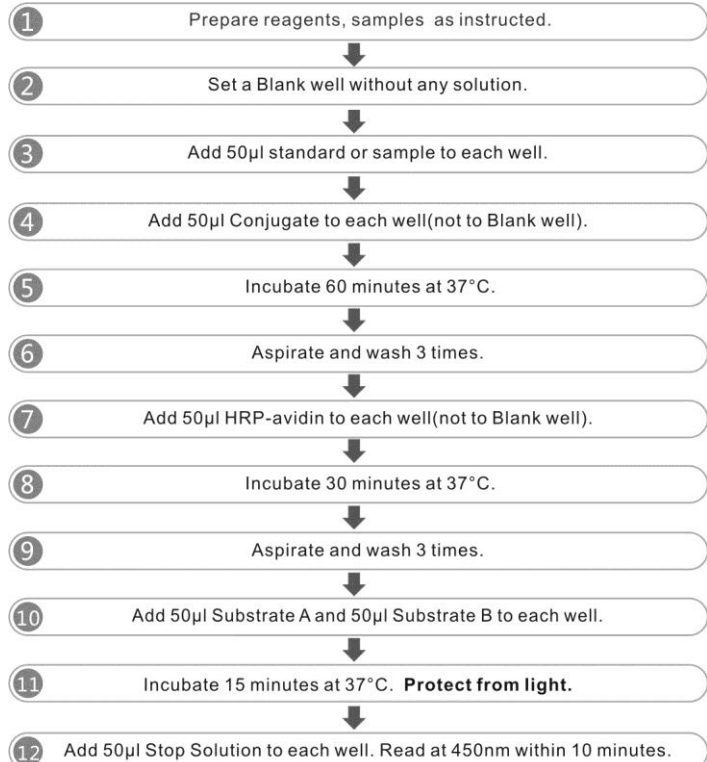 1 Prepare reagents, samples as instructed.
2 Set a Blank well without any solution.
3 Add 50μl standard or sample to each well.
4 Add 50μl Conjugate to each well(not to Blank well).
5 Incubate 60 minutes at 37°C.
6 Aspirate and wash 3 times.
7 Add 50μl HRP-avidin to each well(not to Blank well).
8 Incubate 30 minutes at 37°C.
9 Aspirate and wash 3 times.
10 Add 50μl Substrate A and 50μl Substrate B to each well.
11 Incubate 15 minutes at 37°C. Protect from light.
12 Add 50μl Stop Solution to each well. Read at 450nm within 10 minutes.